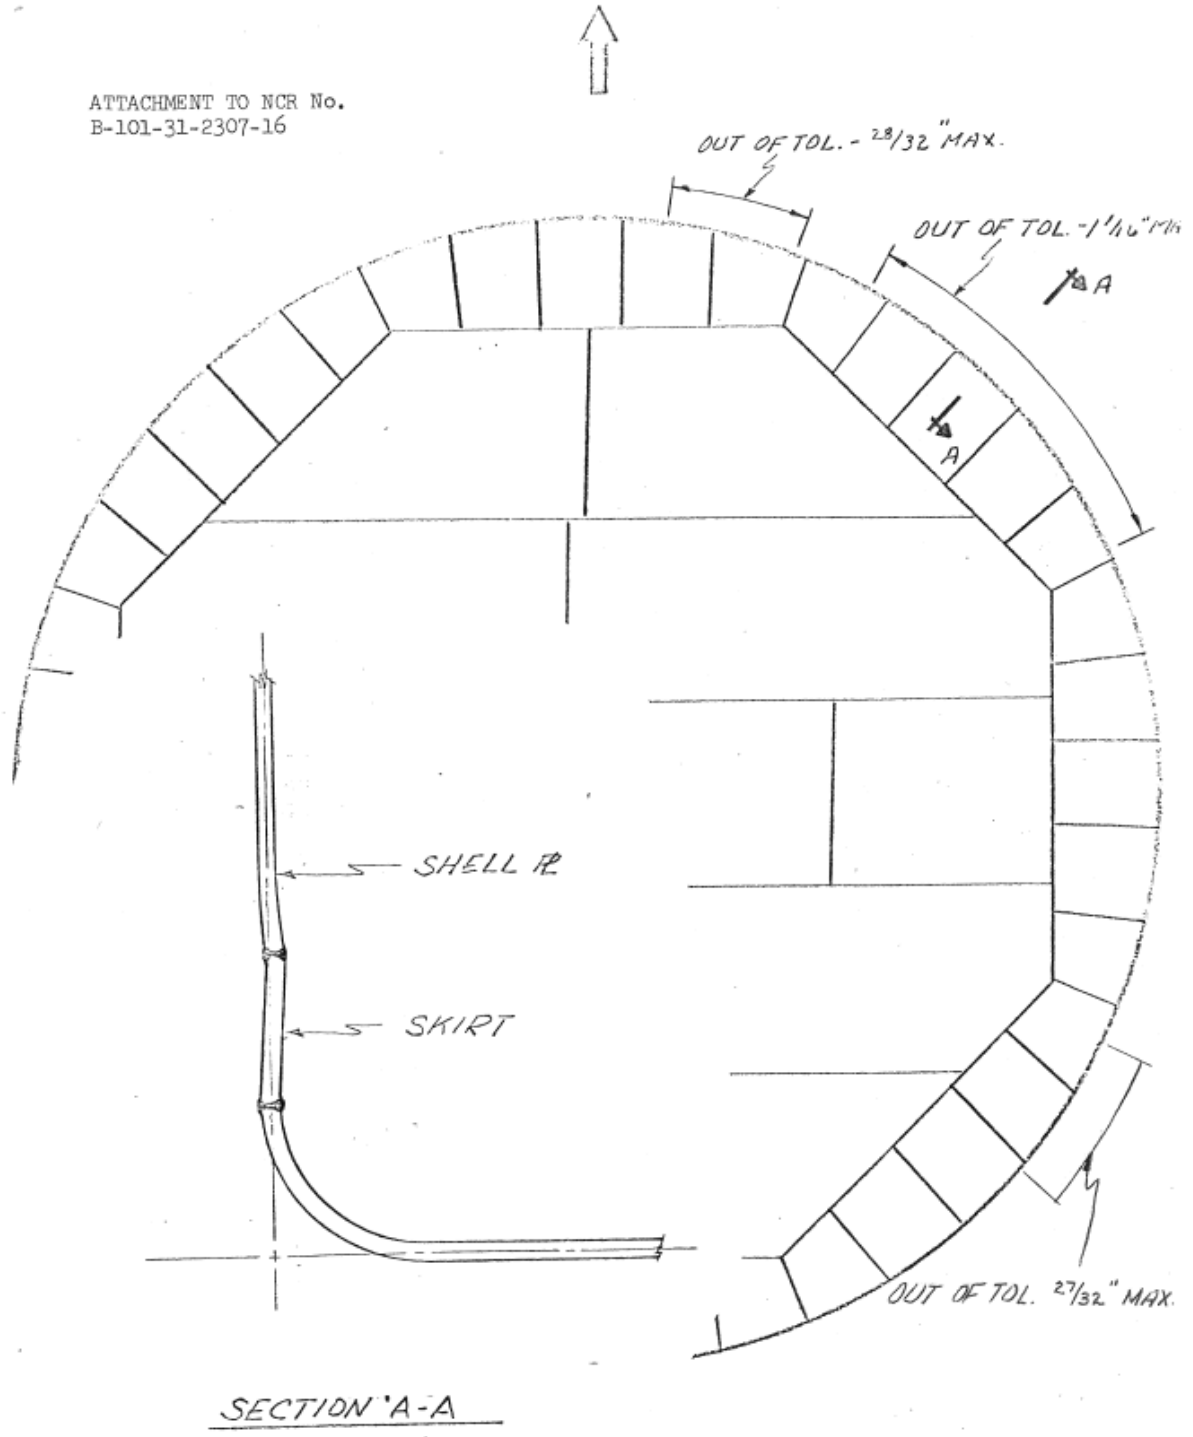 ATTACHMENT TO NCR No.
B-101-31-2307-16
OUT OF TOL. - 28/32" MAX.
OUT OF TOL. - 1 1/16"
A
A
SHELL PL
SKIRT
OUT OF TOL. 27/32" MAX.
SECTION "A-A